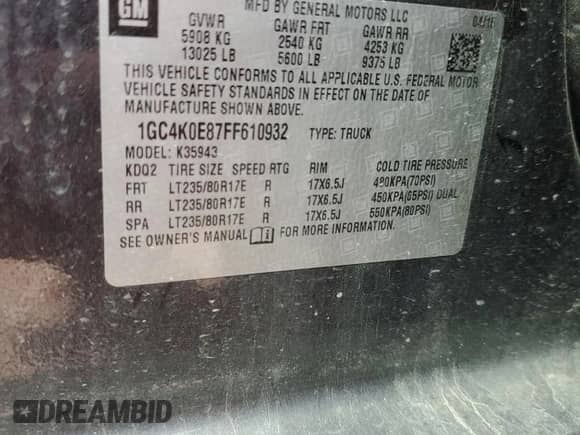 GM
MFD BY GENERAL MOTORS LLC
04/15
GVWR GAWR FRT GAWR RR
5908 KG 2540 KG 4253 KG
13025 LB 5600 LB 9375 LB
THIS VEHICLE CONFORMS TO ALL APPLICABLE U.S. FEDERAL MOTOR
VEHICLE SAFETY STANDARDS IN EFFECT ON THE DATE OF
MANUFACTURE SHOWN ABOVE.
1GC4K0E87FF610932 TYPE: TRUCK
MODEL: K35943
KDQ2 TIRE SIZE SPEED RTG RIM COLD TIRE PRESSURE
FRT LT235/80R17E R 17X6.5J 480KPA(70PSI)
RR LT235/80R17E R 17X6.5J 450KPA(65PSI) DUAL
SPA LT235/80R17E R 17X6.5J 550KPA(80PSI)
SEE OWNER'S MANUAL FOR MORE INFORMATION.
DREAMBID